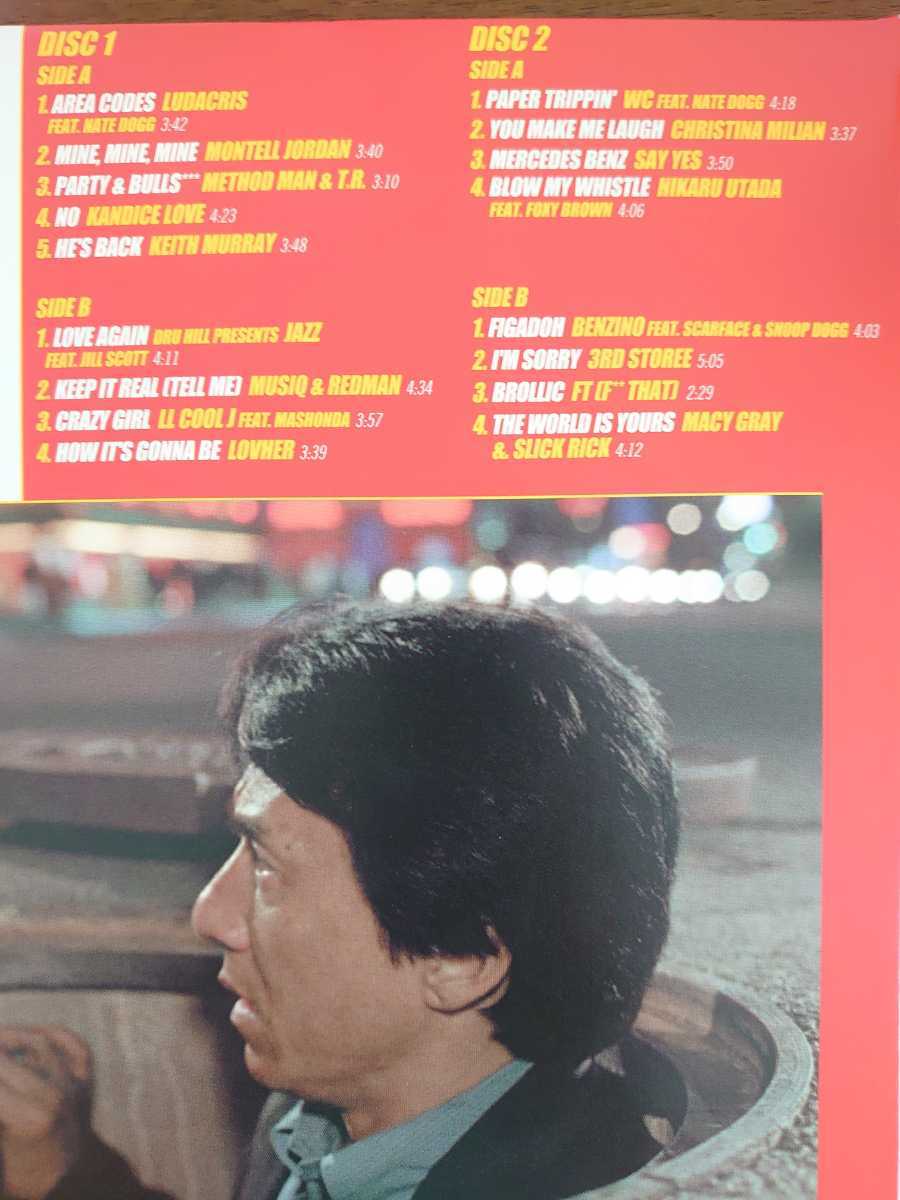 DISC 1
SIDE A
1. AREA CODES LUDACRIS
FEAT. NATE DOGG 3:42
2. MINE, MINE, MINE MONTELL JORDAN 3:40
3. PARTY & BULLS*** METHOD MAN & T.R. 3:10
4. NO KANDICE LOVE 4:23
5. HE'S BACK KEITH MURRAY 3:48
SIDE B
1. LOVE AGAIN DRU HILL PRESENTS JAZZ
FEAT. JILL SCOTT 4:11
2. KEEP IT REAL (TELL ME) MUSIQ & REDMAN 4:34
3. CRAZY GIRL LL COOL J FEAT. MASHONDA 3:57
4. HOW IT'S GONNA BE LOVHER 3:39
DISC 2
SIDE A
1. PAPER TRIPPIN' WC FEAT. NATE DOGG 4:18
2. YOU MAKE ME LAUGH CHRISTINA MILIAN 3:37
3. MERCEDES BENZ SAY YES 3:50
4. BLOW MY WHISTLE HIKARU UTADA
FEAT. FOXY BROWN 4:06
SIDE B
1. FIGADOH BENZINO FEAT. SCARFACE & SNOOP DOGG 4:03
2. I'M SORRY 3RD STOREE 5:05
3. BROLLIC FT (F** THAT) 2:29
4. THE WORLD IS YOURS MACY GRAY
&. SLICK RICK 4:12